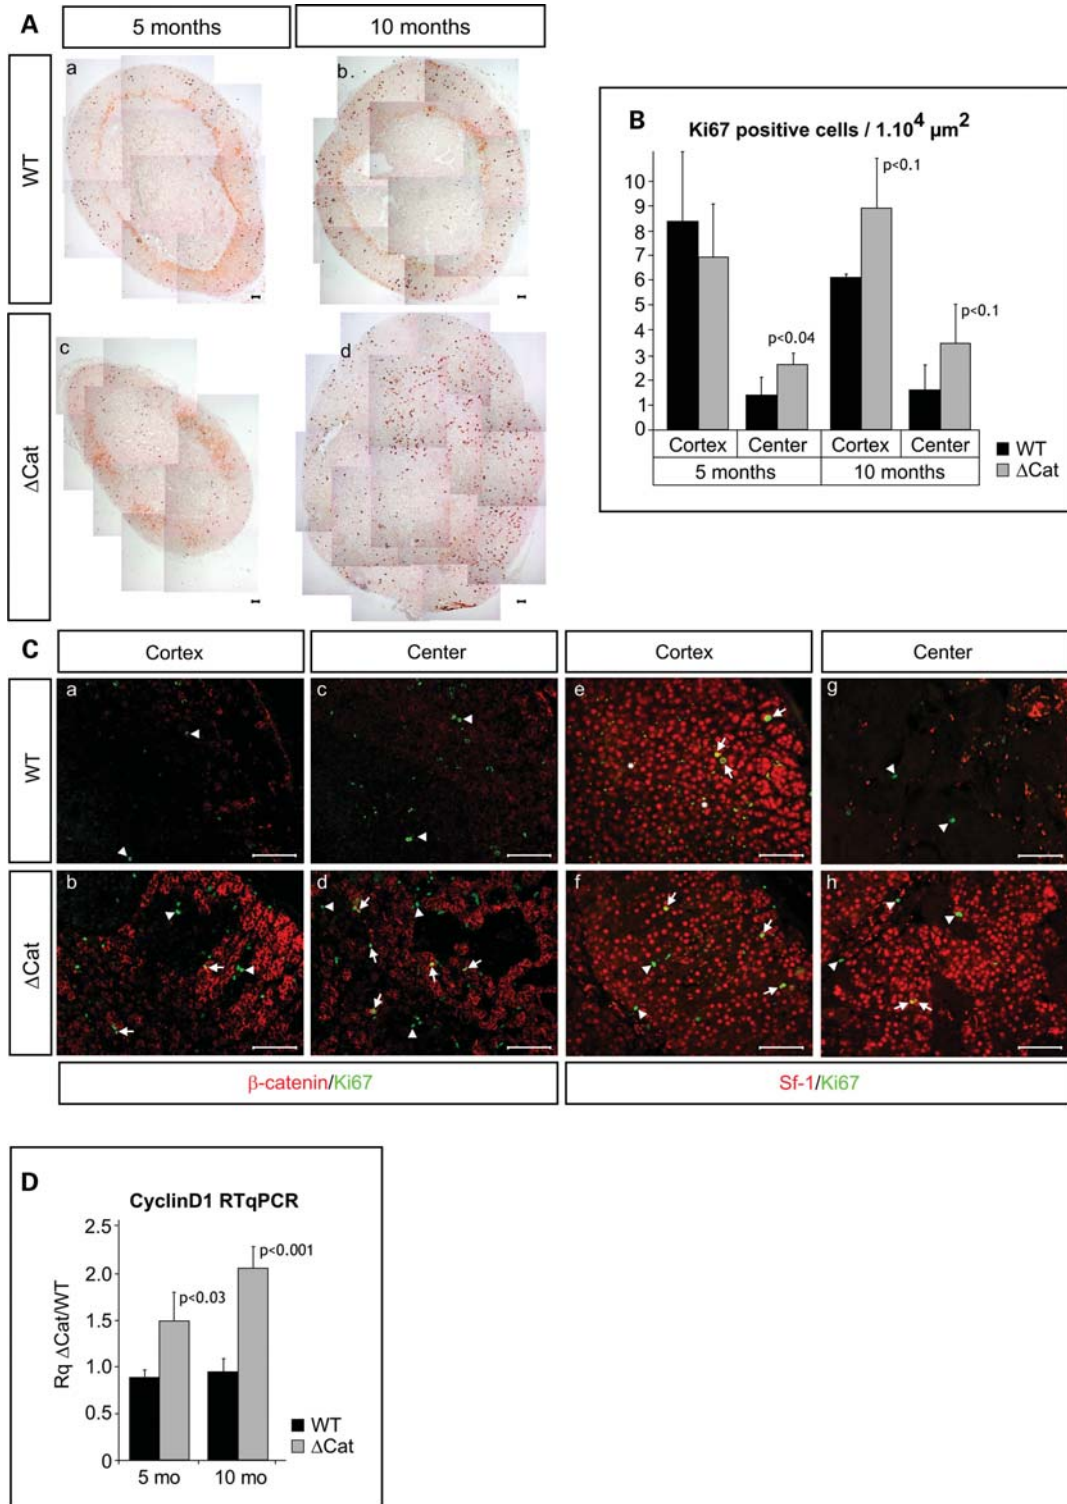 A
5 months
10 months
WT
ΔCat
a
b
c
d
B
Ki67 positive cells / 1.10⁴ µm²
10
9
8
7
6
5
4
3
2
1
0
p<0.04
p<0.1
p<0.1
Cortex
Center
Cortex
Center
5 months
10 months
WT
ΔCat
C
Cortex
Center
Cortex
Center
WT
a
c
e
g
ΔCat
b
d
f
h
β-catenin/Ki67
Sf-1/Ki67
D
CyclinD1 RTqPCR
Rq ΔCat/WT
2.5
2.0
1.5
1.0
0.5
0
p<0.03
p<0.001
5 mo
10 mo
WT
ΔCat